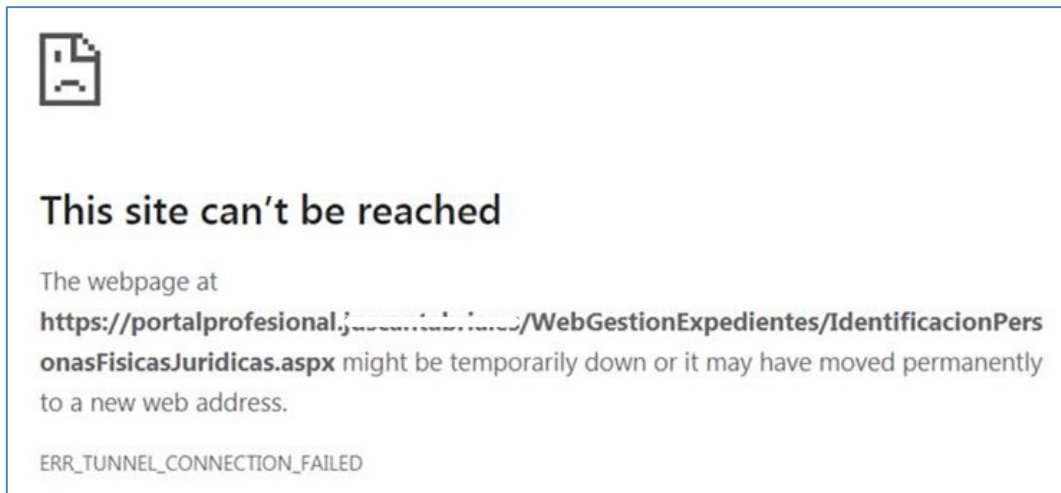 This site can't be reached
The webpage at
https://portalprofesional./WebGestionExpedientes/IdentificacionPers
onasFisicasJuridicas.aspx might be temporarily down or it may have moved permanently
to a new web address.
ERR_TUNNEL_CONNECTION_FAILED